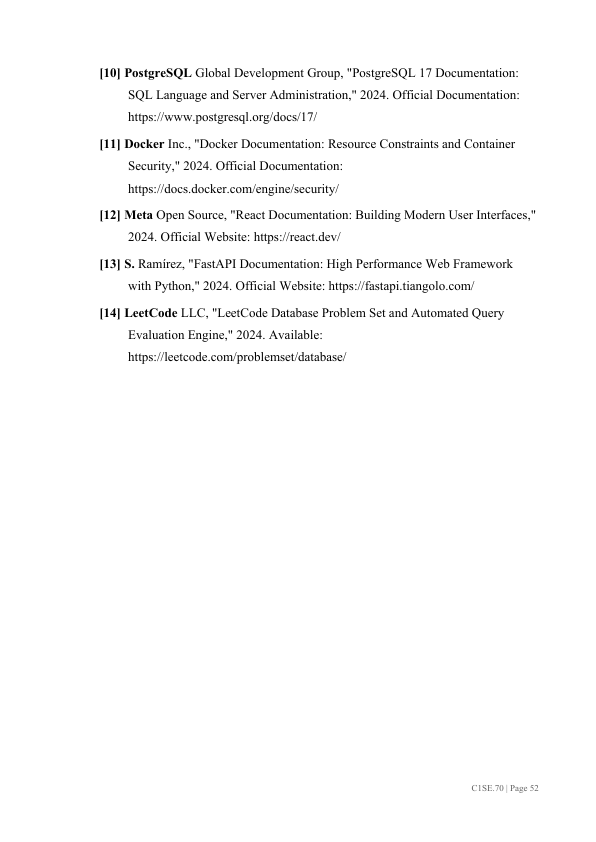 [10] PostgreSQL Global Development Group, "PostgreSQL 17 Documentation:
SQL Language and Server Administration," 2024. Official Documentation:
https://www.postgresql.org/docs/17/
[11] Docker Inc., "Docker Documentation: Resource Constraints and Container
Security," 2024. Official Documentation:
https://docs.docker.com/engine/security/
[12] Meta Open Source, "React Documentation: Building Modern User Interfaces,"
2024. Official Website: https://react.dev/
[13] S. Ramírez, "FastAPI Documentation: High Performance Web Framework
with Python," 2024. Official Website: https://fastapi.tiangolo.com/
[14] LeetCode LLC, "LeetCode Database Problem Set and Automated Query
Evaluation Engine," 2024. Available:
https://leetcode.com/problemset/database/
C1SE.70 | Page 52